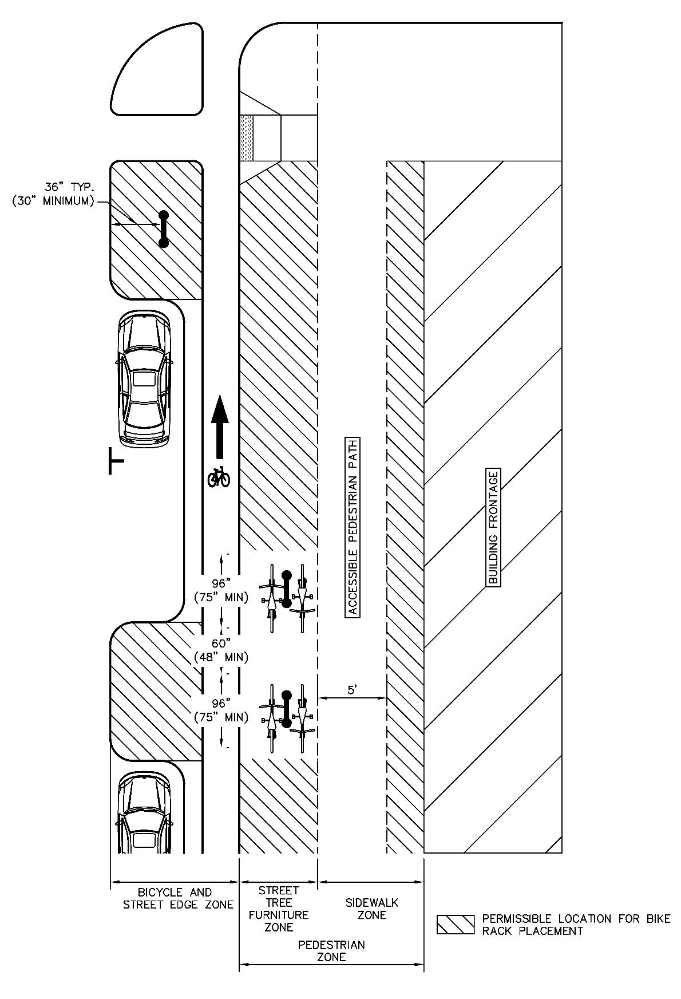 36" TYP.
(30" MINIMUM)
ACCESSIBLE PEDESTRIAN PATH
BUILDING FRONTAGE
96"
(75" MIN)
60"
(48" MIN)
5'
96"
(75" MIN)
BICYCLE AND
STREET EDGE ZONE
STREET
TREE
FURNITURE
ZONE
SIDEWALK
ZONE
PEDESTRIAN
ZONE
PERMISSIBLE LOCATION FOR BIKE
RACK PLACEMENT